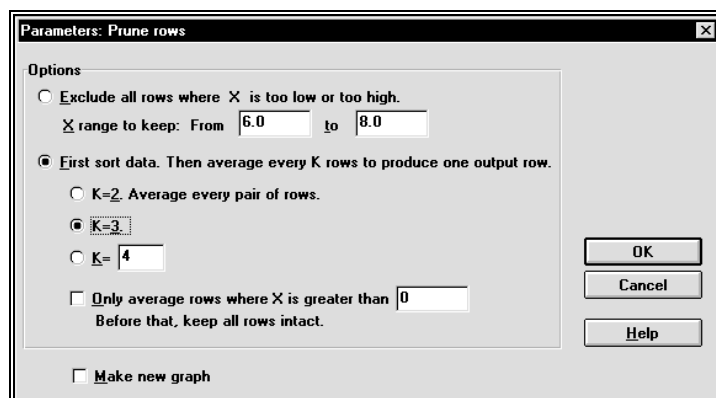 Parameters: Prune rows
Options
Exclude all rows where X is too low or too high.
X range to keep: From 6.0 to 8.0
First sort data. Then average every K rows to produce one output row.
K=2. Average every pair of rows.
K=3.
K= 4
Only average rows where X is greater than 0
Before that, keep all rows intact.
Make new graph
OK
Cancel
Help